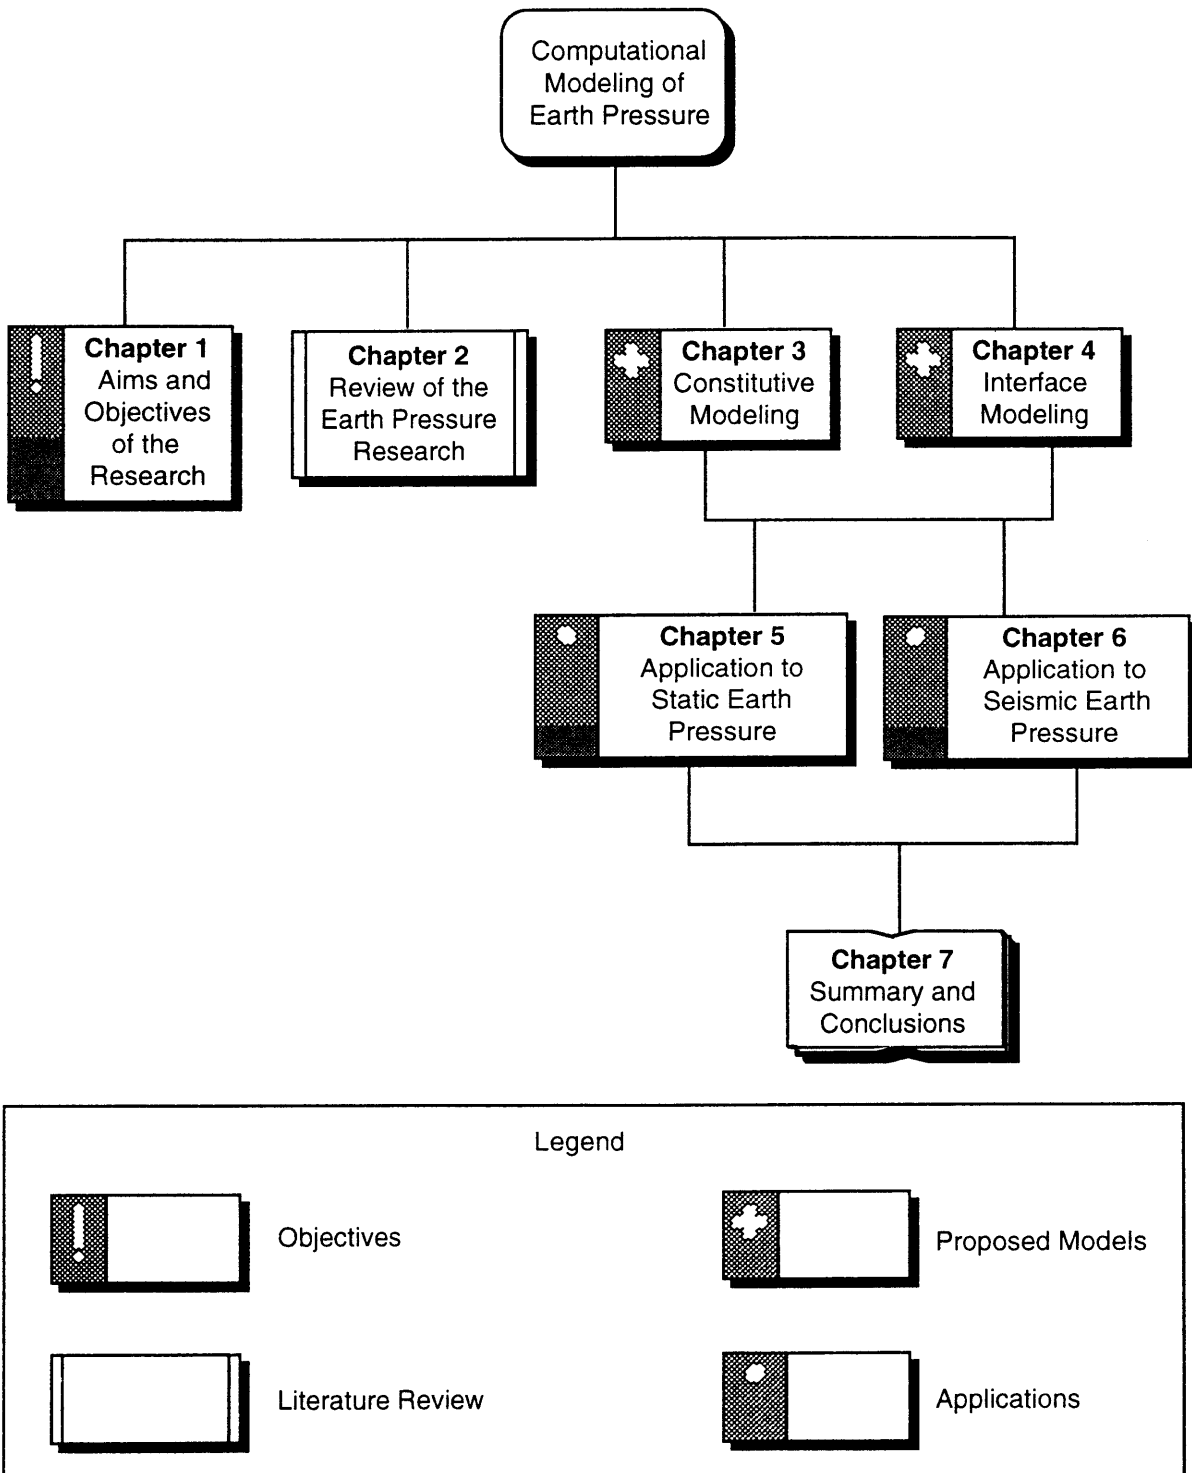 Computational
Modeling of
Earth Pressure
Chapter 1
Aims and
Objectives
of the
Research
Chapter 2
Review of the
Earth Pressure
Research
Chapter 3
Constitutive
Modeling
Chapter 4
Interface
Modeling
Chapter 5
Application to
Static Earth
Pressure
Chapter 6
Application to
Seismic Earth
Pressure
Chapter 7
Summary and
Conclusions
Legend
Objectives
Proposed Models
Literature Review
Applications